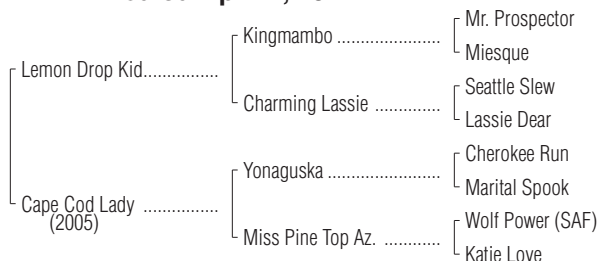 Mr. Prospector
Kingmambo ..................
Miesque
Lemon Drop Kid................
Seattle Slew
Charming Lassie ..............
Lassie Dear
Cherokee Run
Yonaguska ......................
Marital Spook
Cape Cod Lady ................
(2005)
Wolf Power (SAF)
Miss Pine Top Az. ............
Katie Love